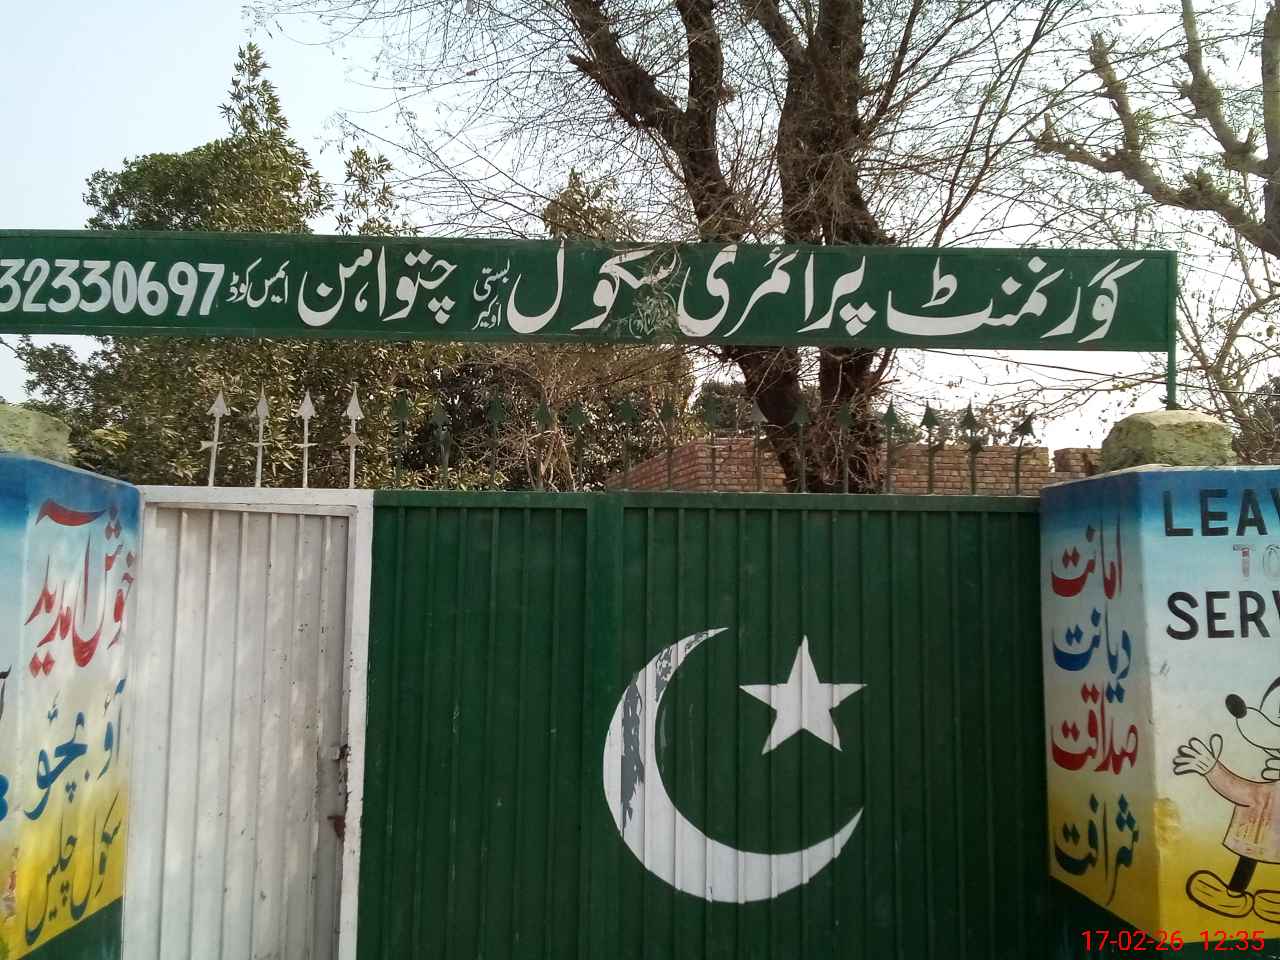 گورنمنٹ پرائمری سکول بستی اوکیر چتواہن ایمس کوڈ 32330697
خوش آمدید
آؤ بچو
سکول چلیں
امانت
دیانت
صداقت
شرافت
LEAV
TO
SERV
17-02-26 12:35